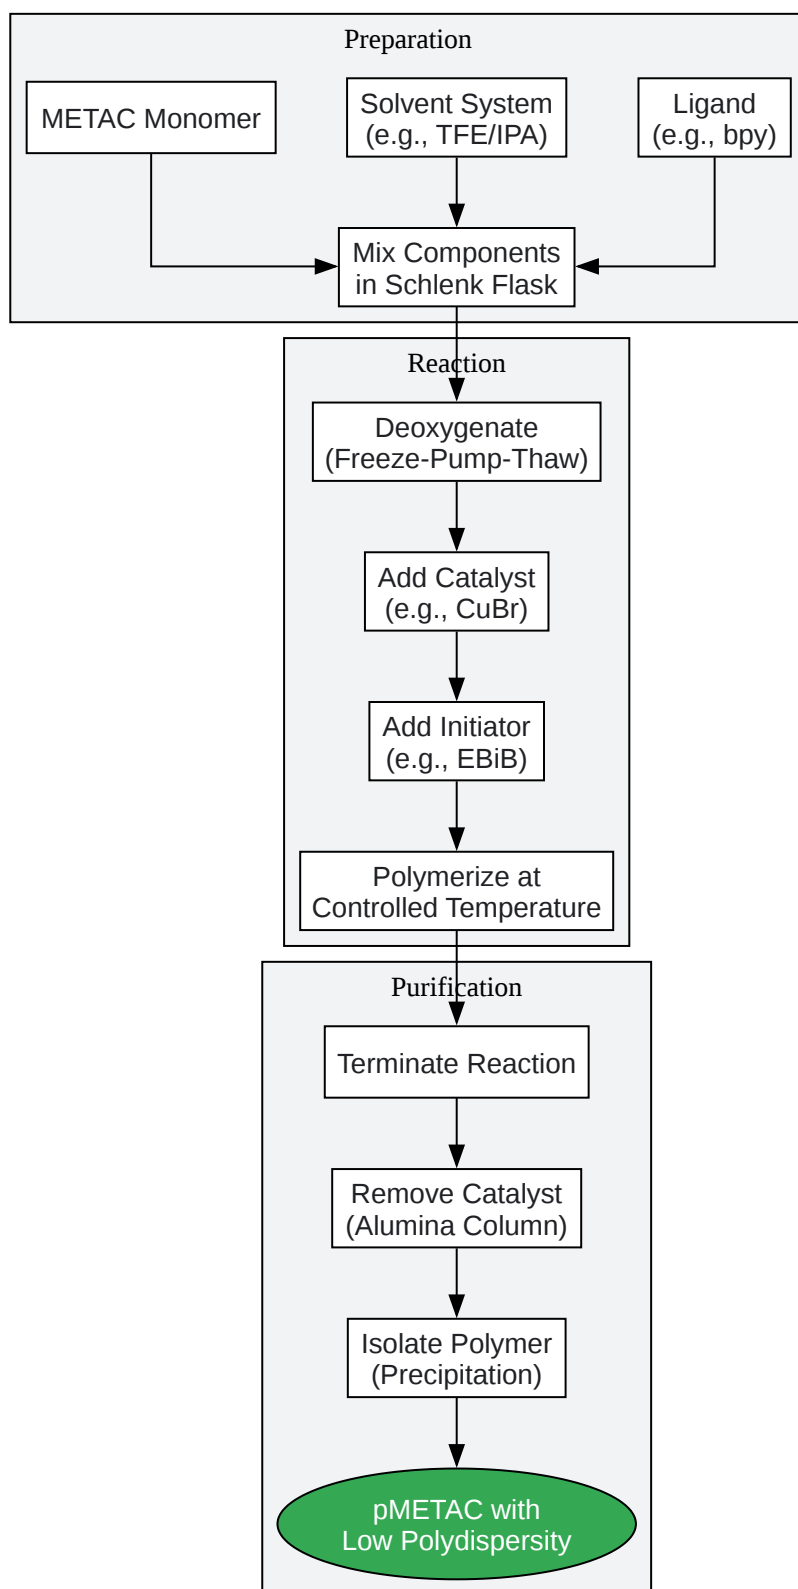 Preparation
METAC Monomer
Solvent System
(e.g., TFE/IPA)
Ligand
(e.g., bpy)
Mix Components
in Schlenk Flask
Reaction
Deoxygenate
(Freeze-Pump-Thaw)
Add Catalyst
(e.g., CuBr)
Add Initiator
(e.g., EBiB)
Polymerize at
Controlled Temperature
Purification
Terminate Reaction
Remove Catalyst
(Alumina Column)
Isolate Polymer
(Precipitation)
pMETAC with
Low Polydispersity